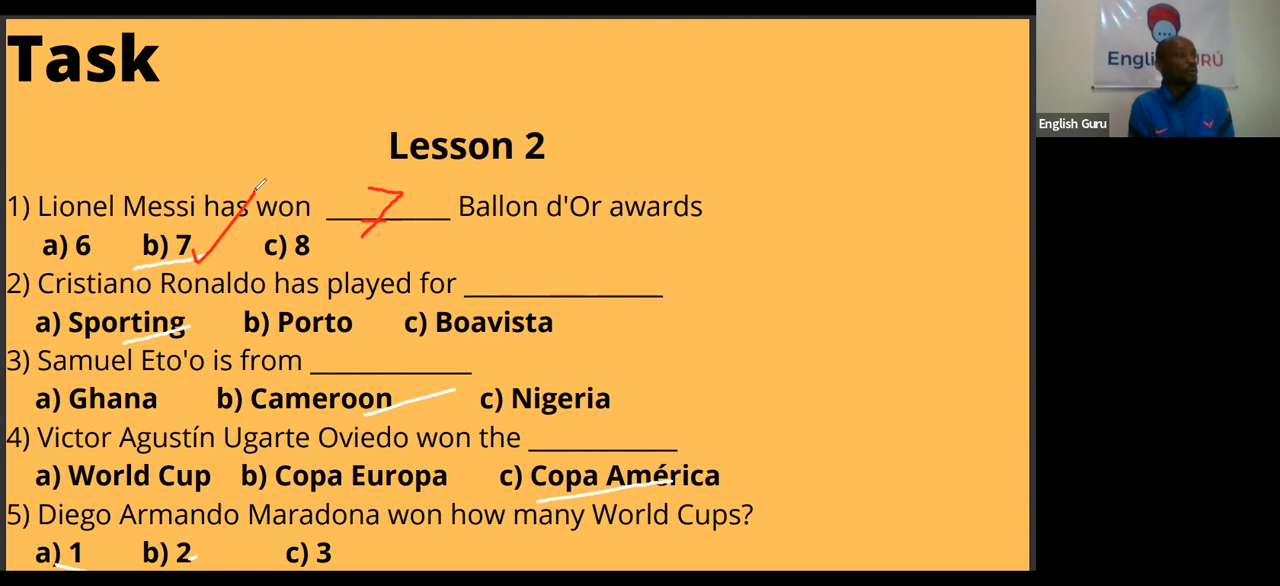 Task
Lesson 2
1) Lionel Messi has won ________ Ballon d'Or awards
7
a) 6 b) 7 c) 8
2) Cristiano Ronaldo has played for _____________
a) Sporting b) Porto c) Boavista
3) Samuel Eto'o is from ___________
a) Ghana b) Cameroon c) Nigeria
4) Victor Agustín Ugarte Oviedo won the __________
a) World Cup b) Copa Europa c) Copa América
5) Diego Armando Maradona won how many World Cups?
a) 1 b) 2 c) 3
English Guru